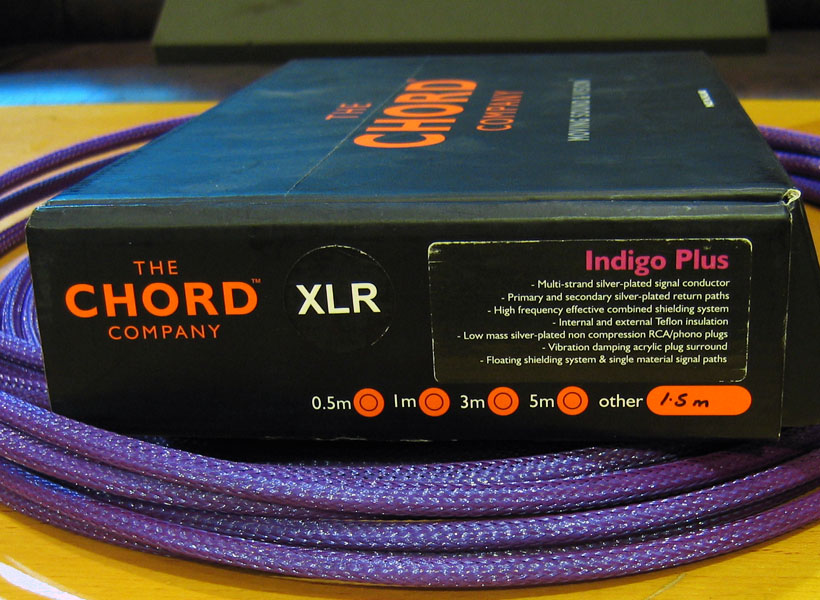 THE
CHORD
COMPANY
MOVING SOUND & VISION
THE
CHORD™
COMPANY
XLR
Indigo Plus
- Multi-strand silver-plated signal conductor
- Primary and secondary silver-plated return paths
- High frequency effective combined shielding system
- Internal and external Teflon insulation
- Low mass silver-plated non compression RCA/phono plugs
- Vibration damping acrylic plug surround
- Floating shielding system & single material signal paths
0.5m 1m 3m 5m other 1.5m